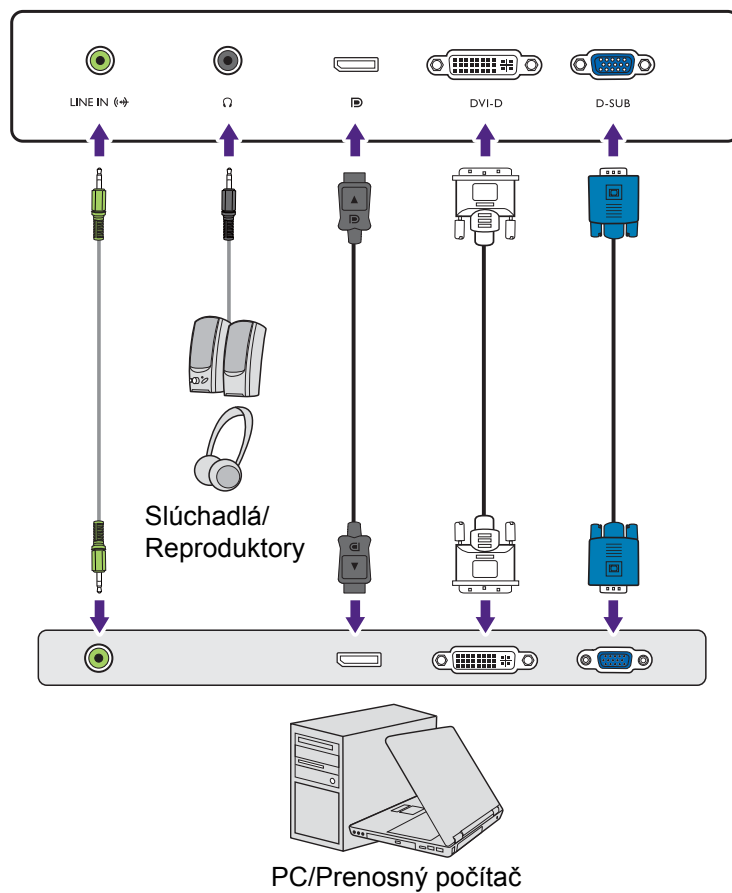 LINE IN
DVI-D
D-SUB
Slúchadlá/
Reproduktory
PC/Prenosný počítač